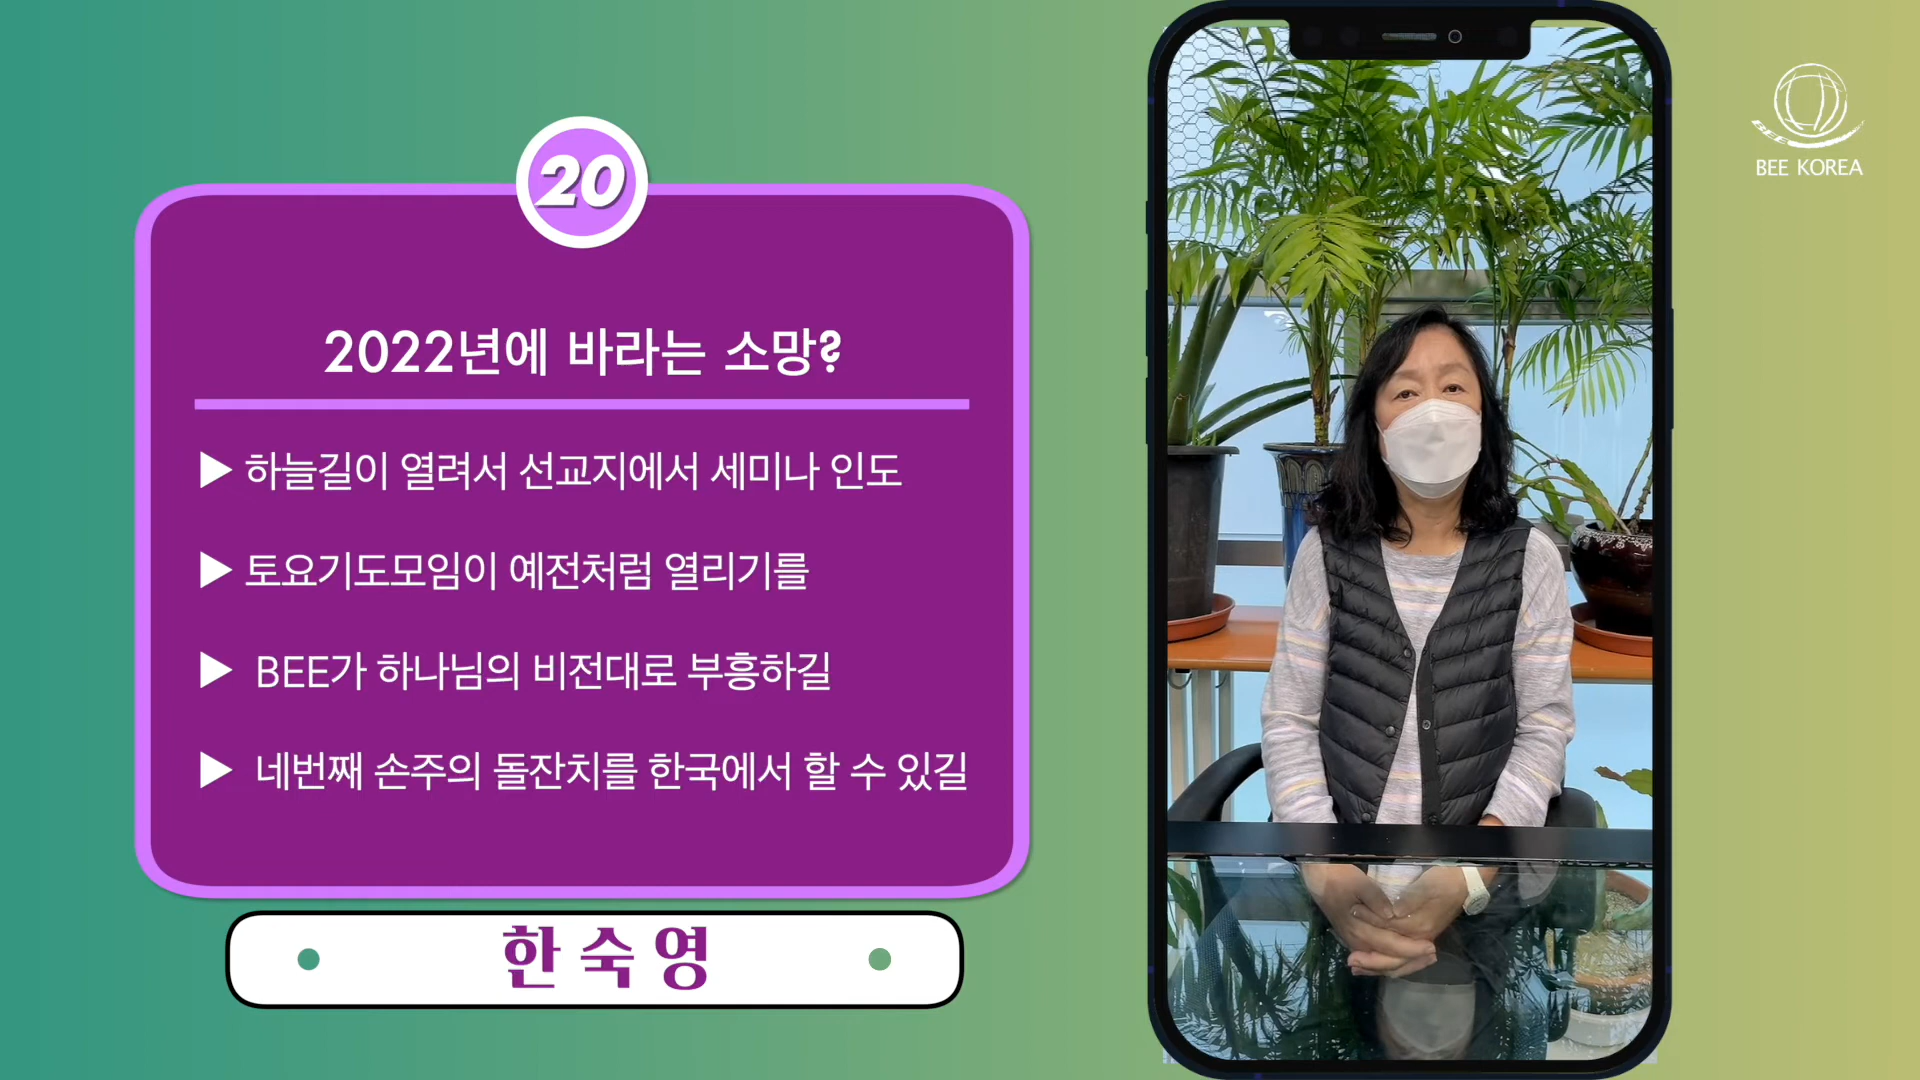 20
2022년에 바라는 소망?
▶ 하늘길이 열려서 선교지에서 세미나 인도
▶ 토요기도모임이 예전처럼 열리기를
▶ BEE가 하나님의 비전대로 부흥하길
▶ 네번째 손주의 돌잔치를 한국에서 할 수 있길
한숙영
BEE
BEE KOREA